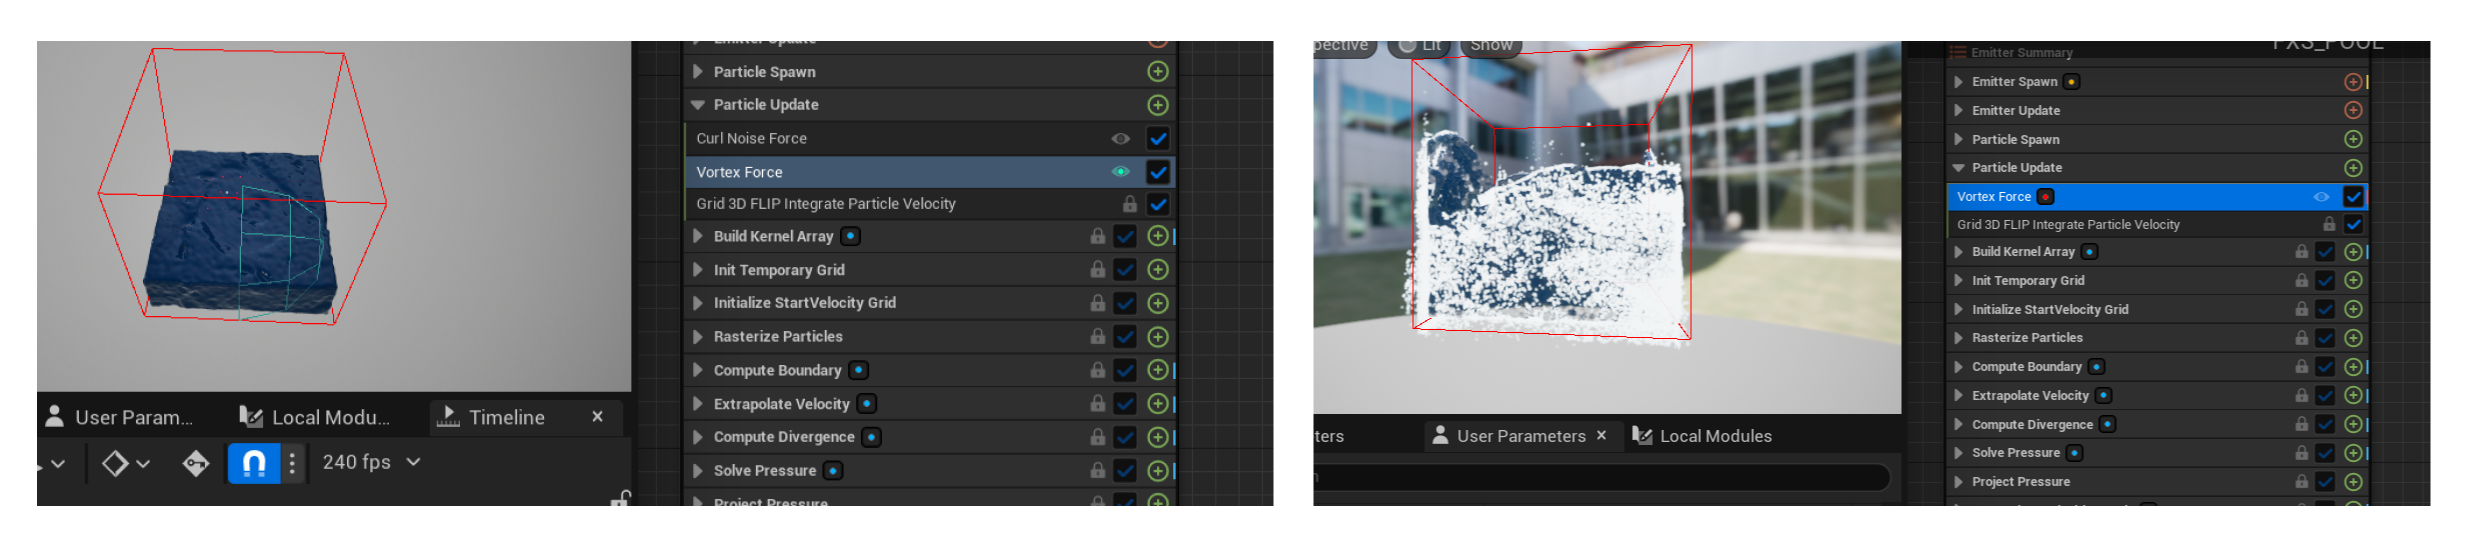 Emitter Update
Particle Spawn
Particle Update
Curl Noise Force
Vortex Force
Grid 3D FLIP Integrate Particle Velocity
Build Kernel Array
Init Temporary Grid
Initialize StartVelocity Grid
Rasterize Particles
Compute Boundary
Extrapolate Velocity
Compute Divergence
Solve Pressure
Project Pressure
User Param...
Local Modu...
Timeline
240 fps
pective
Lit
Show
FXS_POOL
Emitter Summary
Emitter Spawn
Emitter Update
Particle Spawn
Particle Update
Vortex Force
Grid 3D FLIP Integrate Particle Velocity
Build Kernel Array
Init Temporary Grid
Initialize StartVelocity Grid
Rasterize Particles
Compute Boundary
Extrapolate Velocity
Compute Divergence
Solve Pressure
Project Pressure
ters
User Parameters
Local Modules